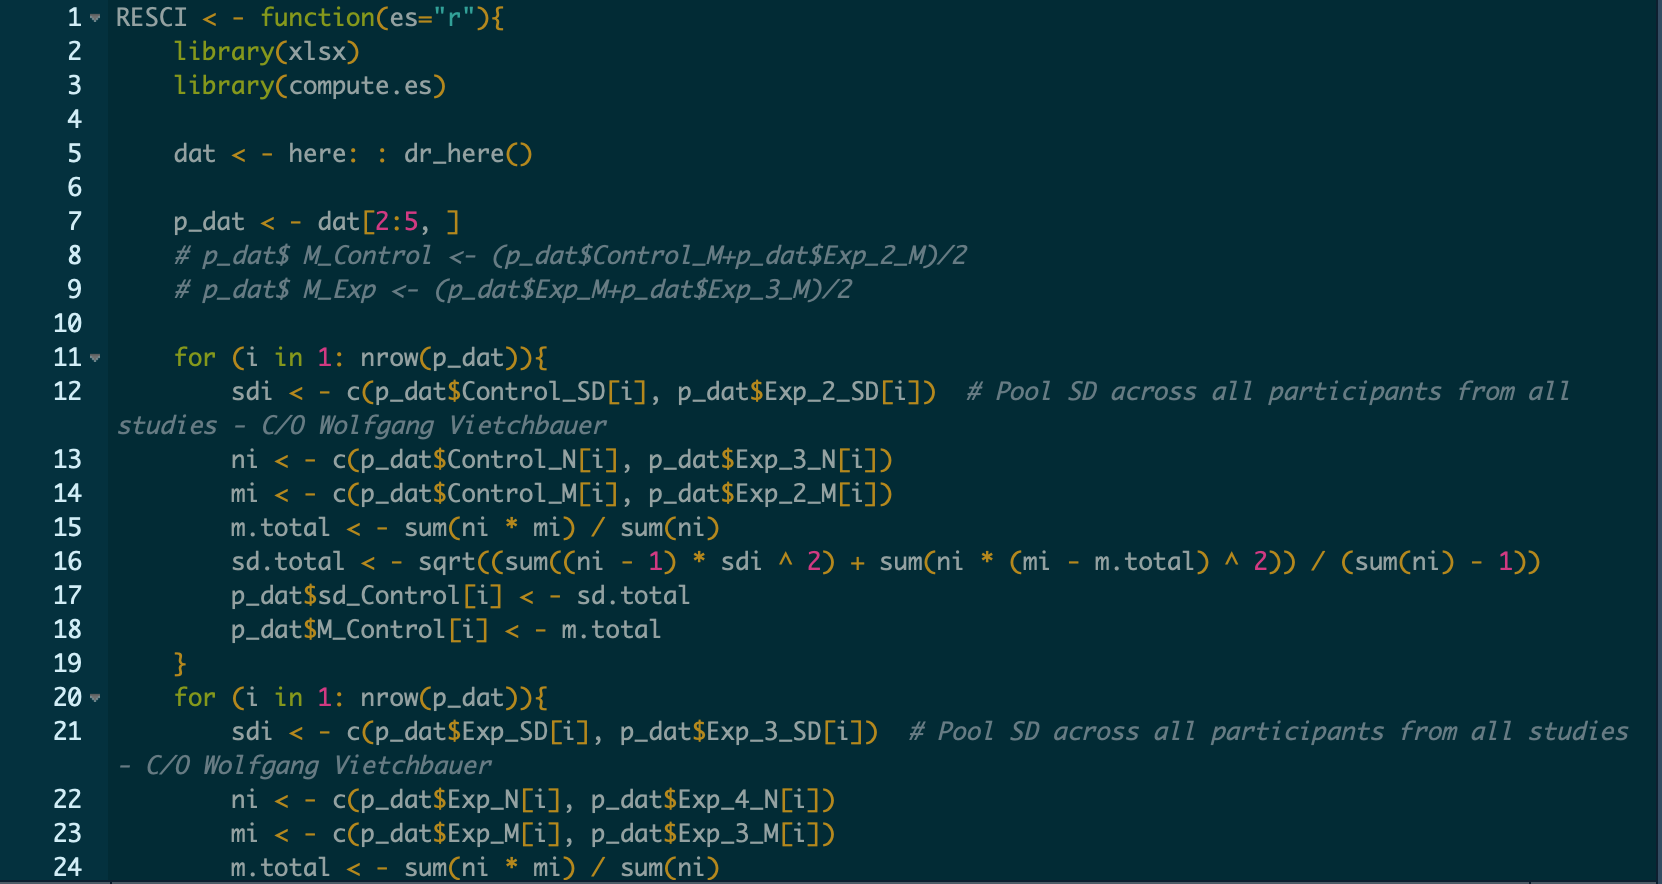 1 RESCI < - function(es="r"){
2     library(xlsx)
3     library(compute.es)
4
5     dat < - here: : dr_here()
6
7     p_dat < - dat[2:5, ]
8     # p_dat$ M_Control <- (p_dat$Control_M+p_dat$Exp_2_M)/2
9     # p_dat$ M_Exp <- (p_dat$Exp_M+p_dat$Exp_3_M)/2
10
11     for (i in 1: nrow(p_dat)){
12         sdi < - c(p_dat$Control_SD[i], p_dat$Exp_2_SD[i])  # Pool SD across all participants from all
studies - C/O Wolfgang Vietchbauer
13         ni < - c(p_dat$Control_N[i], p_dat$Exp_3_N[i])
14         mi < - c(p_dat$Control_M[i], p_dat$Exp_2_M[i])
15         m.total < - sum(ni * mi) / sum(ni)
16         sd.total < - sqrt((sum((ni - 1) * sdi ^ 2) + sum(ni * (mi - m.total) ^ 2)) / (sum(ni) - 1))
17         p_dat$sd_Control[i] < - sd.total
18         p_dat$M_Control[i] < - m.total
19     }
20     for (i in 1: nrow(p_dat)){
21         sdi < - c(p_dat$Exp_SD[i], p_dat$Exp_3_SD[i])  # Pool SD across all participants from all studies
- C/O Wolfgang Vietchbauer
22         ni < - c(p_dat$Exp_N[i], p_dat$Exp_4_N[i])
23         mi < - c(p_dat$Exp_M[i], p_dat$Exp_3_M[i])
24         m.total < - sum(ni * mi) / sum(ni)